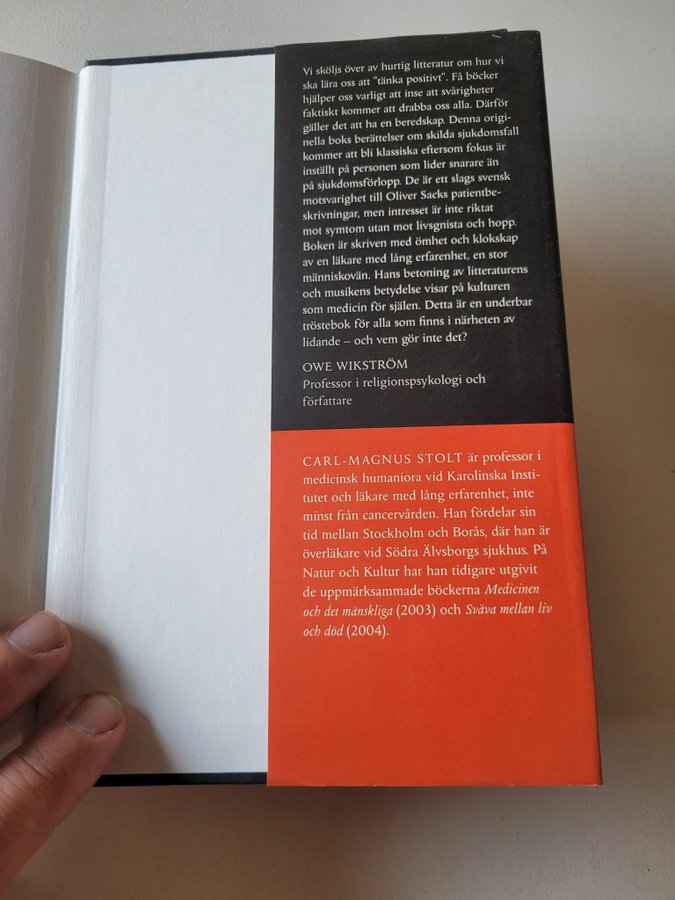 Vi sköljs över av hurtig litteratur om hur vi
ska lära oss att "tänka positivt". Få böcker
hjälper oss varligt att inse att svårigheter
faktiskt kommer att drabba oss alla. Därför
gäller det att ha en beredskap. Denna origi-
nella boks berättelser om skilda sjukdomsfall
kommer att bli klassiska eftersom fokus är
inställt på personen som lider snarare än
på sjukdomsförlopp. De är ett slags svensk
motsvarighet till Oliver Sacks patientbe-
skrivningar, men intresset är inte riktat
mot symtom utan mot livsgnista och hopp.
Boken är skriven med ömhet och klokskap
av en läkare med lång erfarenhet, en stor
människovän. Hans betoning av litteraturens
och musikens betydelse visar på kulturen
som medicin för själen. Detta är en underbar
tröstebok för alla som finns i närheten av
lidande – och vem gör inte det?
OWE WIKSTRÖM
Professor i religionspsykologi och
författare
CARL-MAGNUS STOLT är professor i
medicinsk humaniora vid Karolinska Insti-
tutet och läkare med lång erfarenhet, inte
minst från cancervården. Han fördelar sin
tid mellan Stockholm och Borås, där han är
överläkare vid Södra Älvsborgs sjukhus. På
Natur och Kultur har han tidigare utgivit
de uppmärksammade böckerna Medicinen
och det mänskliga (2003) och Sväva mellan liv
och död (2004).